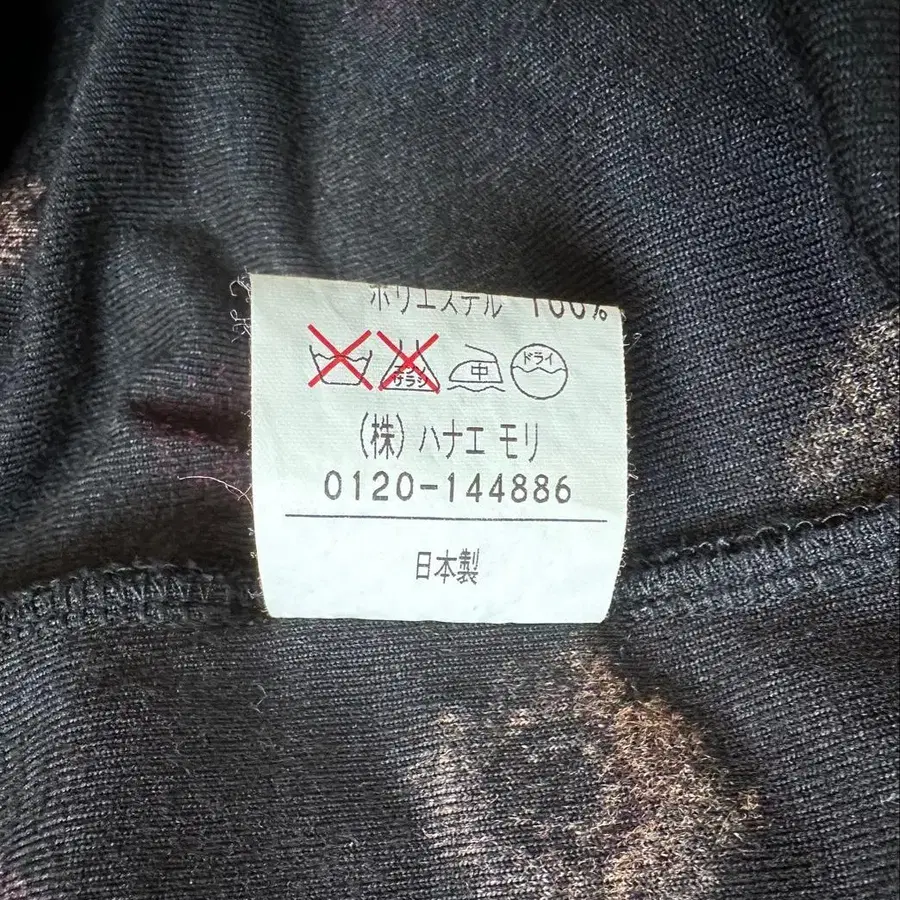 ポリエステル 100%
エンソ サラシ 中 ドライ
(株) ハナエ モリ
0120-144886
日本製